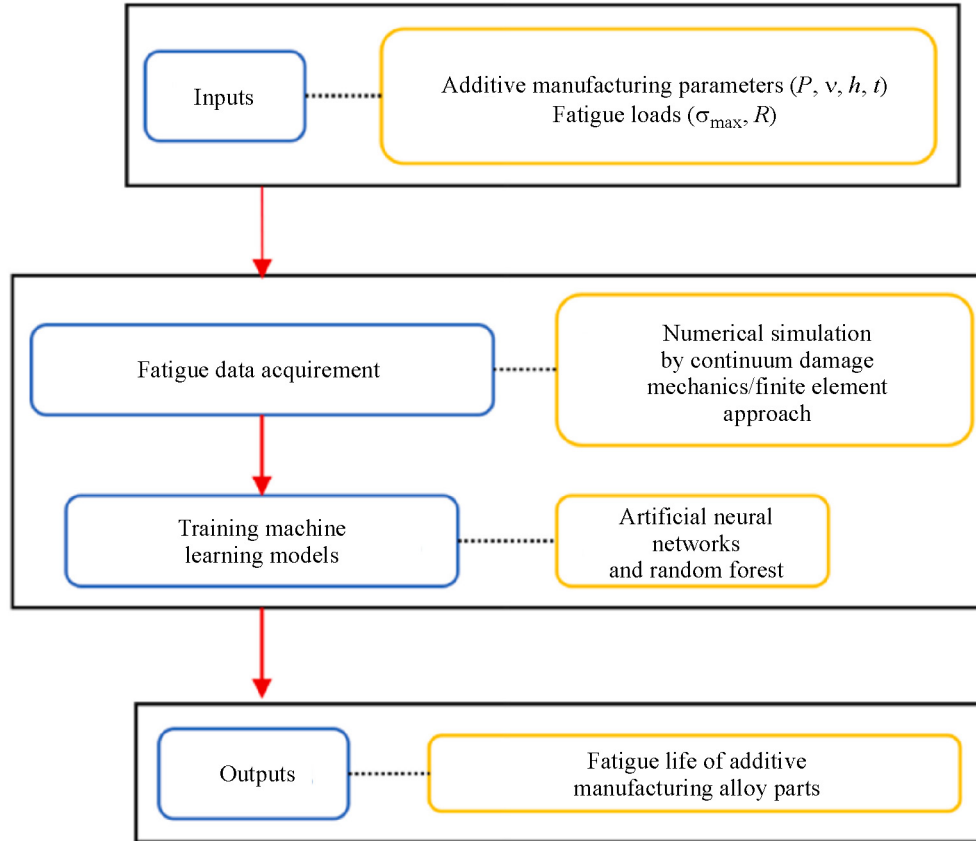 Inputs
Additive manufacturing parameters (P, ν, h, t)
Fatigue loads (σmax, R)
Fatigue data acquirement
Numerical simulation
by continuum damage
mechanics/finite element
approach
Training machine
learning models
Artificial neural
networks
and random forest
Outputs
Fatigue life of additive
manufacturing alloy parts